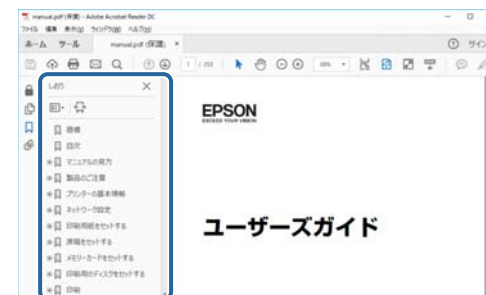 manual.pdf (保護) - Adobe Acrobat Reader DC
ファイル 編集 表示(V) ウィンドウ(W) ヘルプ(H)
ホーム ツール manual.pdf (保護) ×
しおり
EPSON
EXCEED YOUR VISION
商標
目次
マニュアルの見方
製品のご注意
プリンターの基本情報
ネットワーク設定
印刷用紙をセットする
原稿をセットする
メモリーカードをセットする
印刷用のディスクをセットする
印刷
ユーザーズガイド